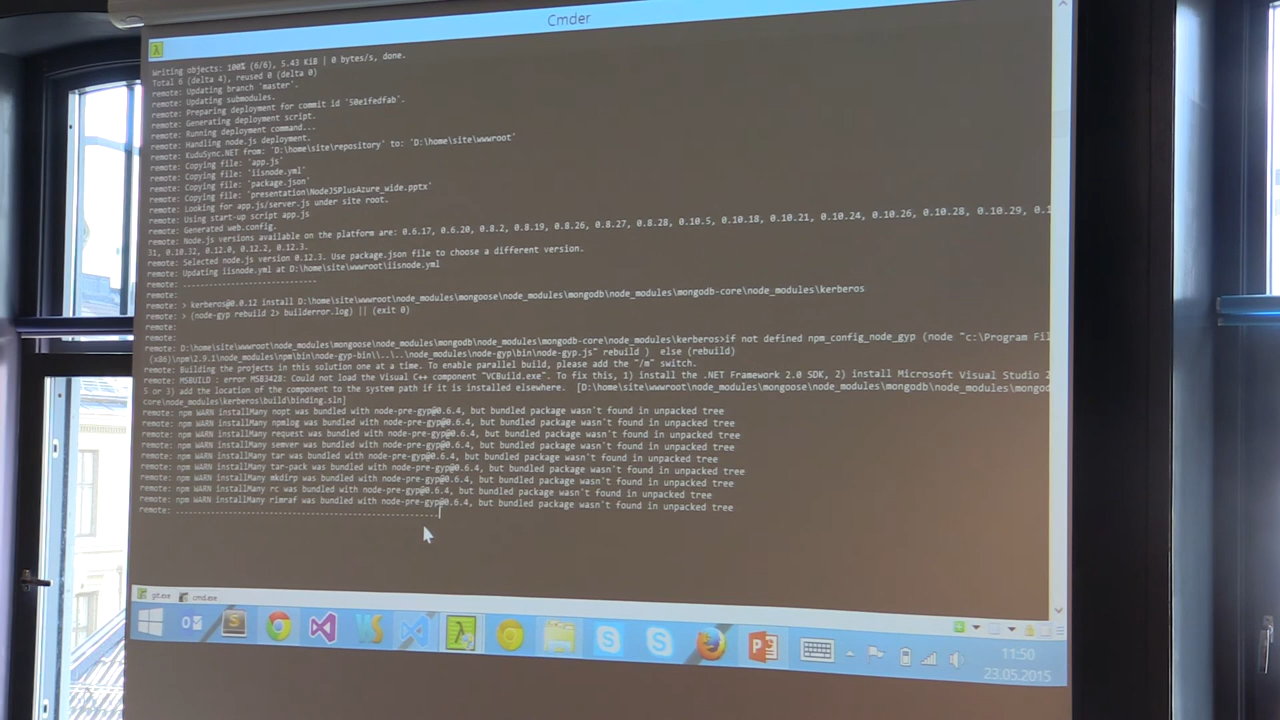 Cmder
Writing objects: 100% (6/6), 5.43 KiB | 0 bytes/s, done.
Total 6 (delta 4), reused 0 (delta 0)
remote: Updating branch 'master'.
remote: Updating submodules.
remote: Preparing deployment for commit id '50e1fedfab'.
remote: Generating deployment script.
remote: Running deployment command...
remote: Handling node.js deployment.
remote: KuduSync.NET from: 'D:\home\site\repository' to: 'D:\home\site\wwwroot'
remote: Copying file: 'app.js'
remote: Copying file: 'iisnode.yml'
remote: Copying file: 'package.json'
remote: Copying file: 'presentation\NodeJSPlusAzure_wide.pptx'
remote: Looking for app.js/server.js under site root.
remote: Using start-up script app.js
remote: Generated web.config.
remote: Node.js versions available on the platform are: 0.6.17, 0.6.20, 0.8.2, 0.8.19, 0.8.26, 0.8.27, 0.8.28, 0.10.5, 0.10.18, 0.10.21, 0.10.24, 0.10.26, 0.10.28, 0.10.29, 0.1
31, 0.10.32, 0.12.0, 0.12.2, 0.12.3.
remote: Selected node.js version 0.12.3. Use package.json file to choose a different version.
remote: Updating iisnode.yml at D:\home\site\wwwroot\iisnode.yml
remote: -----------------------------
remote:
remote: > kerberos@0.0.12 install D:\home\site\wwwroot\node_modules\mongoose\node_modules\mongodb\node_modules\mongodb-core\node_modules\kerberos
remote: > (node-gyp rebuild 2> builderror.log) || (exit 0)
remote:
remote:
remote: D:\home\site\wwwroot\node_modules\mongoose\node_modules\mongodb\node_modules\mongodb-core\node_modules\kerberos>if not defined npm_config_node_gyp (node "c:\Program Fil
(x86)\npm\2.9.1\node_modules\npm\bin\node-gyp-bin\\..\..\node_modules\node-gyp\bin\node-gyp.js" rebuild ) else (rebuild)
remote: Building the projects in this solution one at a time. To enable parallel build, please add the "/m" switch.
remote: MSBUILD : error MSB3428: Could not load the Visual C++ component "VCBuild.exe". To fix this, 1) install the .NET Framework 2.0 SDK, 2) install Microsoft Visual Studio 2
5 or 3) add the location of the component to the system path if it is installed elsewhere. [D:\home\site\wwwroot\node_modules\mongoose\node_modules\mongodb\node_modules\mongod
core\node_modules\kerberos\build\binding.sln]
remote: npm WARN installMany nopt was bundled with node-pre-gyp@0.6.4, but bundled package wasn't found in unpacked tree
remote: npm WARN installMany npmlog was bundled with node-pre-gyp@0.6.4, but bundled package wasn't found in unpacked tree
remote: npm WARN installMany request was bundled with node-pre-gyp@0.6.4, but bundled package wasn't found in unpacked tree
remote: npm WARN installMany semver was bundled with node-pre-gyp@0.6.4, but bundled package wasn't found in unpacked tree
remote: npm WARN installMany tar was bundled with node-pre-gyp@0.6.4, but bundled package wasn't found in unpacked tree
remote: npm WARN installMany tar-pack was bundled with node-pre-gyp@0.6.4, but bundled package wasn't found in unpacked tree
remote: npm WARN installMany mkdirp was bundled with node-pre-gyp@0.6.4, but bundled package wasn't found in unpacked tree
remote: npm WARN installMany rc was bundled with node-pre-gyp@0.6.4, but bundled package wasn't found in unpacked tree
remote: npm WARN installMany rimraf was bundled with node-pre-gyp@0.6.4, but bundled package wasn't found in unpacked tree
remote: ..........................................................
git.exe cmd.exe
11:50
23.05.2015